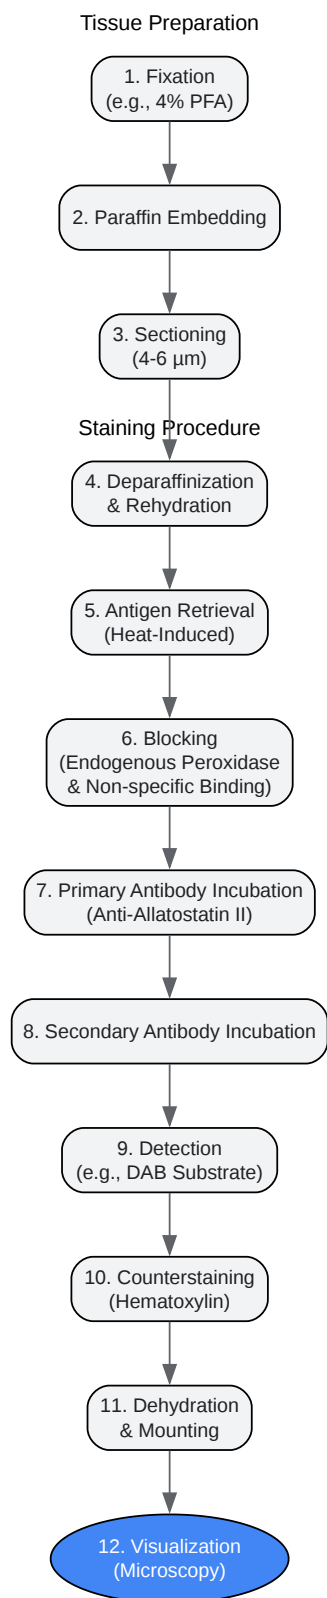 Tissue Preparation
1. Fixation
(e.g., 4% PFA)
2. Paraffin Embedding
3. Sectioning
(4-6 µm)
Staining Procedure
4. Deparaffinization
& Rehydration
5. Antigen Retrieval
(Heat-Induced)
6. Blocking
(Endogenous Peroxidase
& Non-specific Binding)
7. Primary Antibody Incubation
(Anti-Allatostatin II)
8. Secondary Antibody Incubation
9. Detection
(e.g., DAB Substrate)
10. Counterstaining
(Hematoxylin)
11. Dehydration
& Mounting
12. Visualization
(Microscopy)